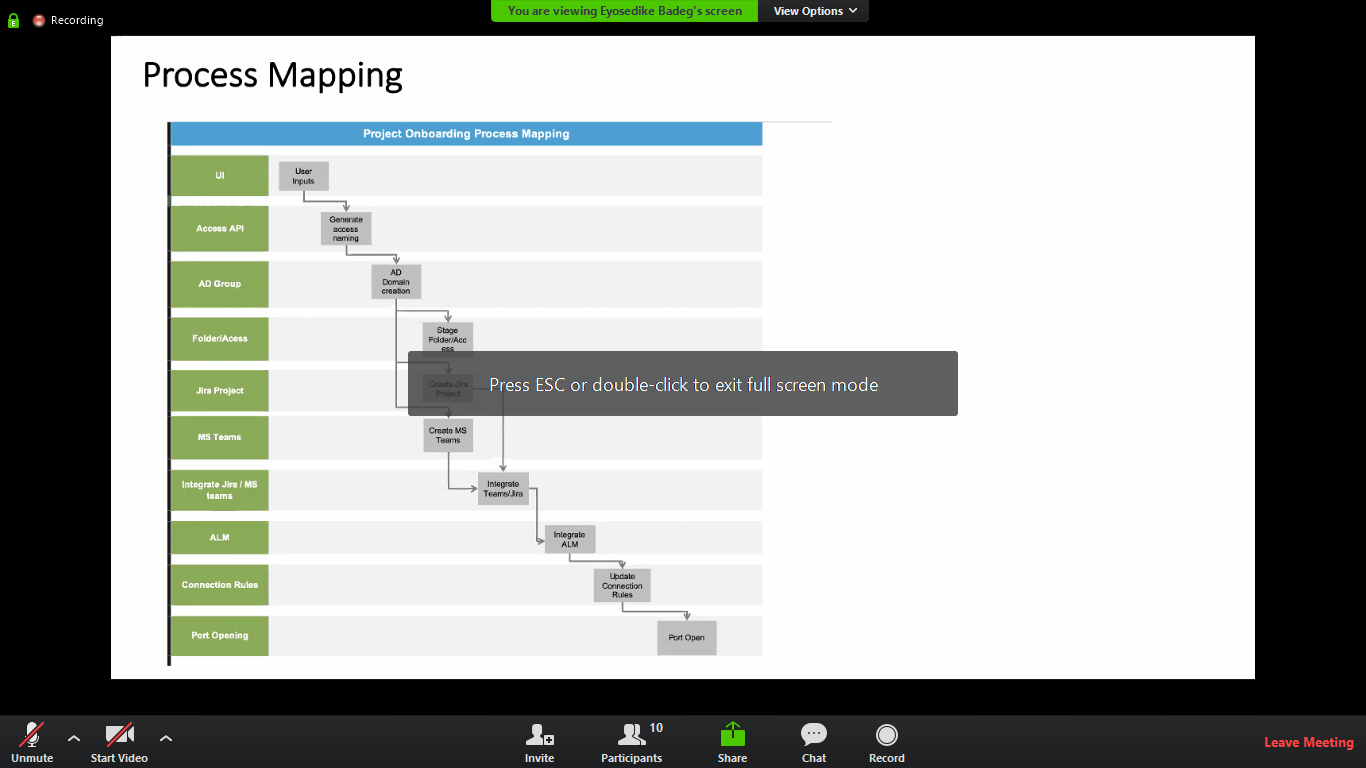 Recording
You are viewing Eyosedike Badeg's screen
View Options
Process Mapping
Project Onboarding Process Mapping
UI
User
Inputs
Access API
Generate
access
naming
AD Group
AD
Domain
creation
Folder/Acess
Stage
Folder/Acc
ess
Jira Project
Create Jira
Project
Press ESC or double-click to exit full screen mode
MS Teams
Create MS
Teams
Integrate Jira / MS
teams
Integrate
Teams/Jira
ALM
Integrate
ALM
Connection Rules
Update
Connection
Rules
Port Opening
Port Open
Unmute
Start Video
Invite
Participants
10
Share
Chat
Record
Leave Meeting